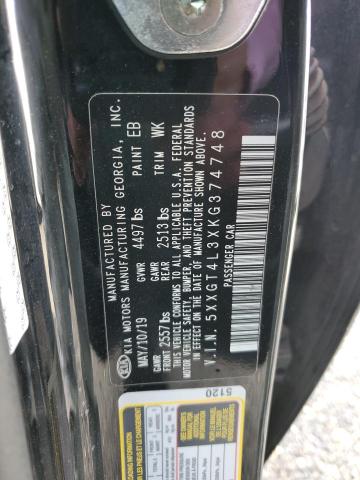 KIA
MANUFACTURED BY
KIA MOTORS MANUFACTURING GEORGIA, INC.
MAY/10/19 GVWR 4497 lbs PAINT EB
GAWR FRONT 2557 lbs GAWR REAR 2513 lbs TRIM WK
THIS VEHICLE CONFORMS TO ALL APPLICABLE U.S.A. FEDERAL
MOTOR VEHICLE SAFETY, BUMPER, AND THEFT PREVENTION STANDARDS
IN EFFECT ON THE DATE OF MANUFACTURE SHOWN ABOVE.
V.I.N. 5XXGT4L3XKG374748
PASSENGER CAR
5120